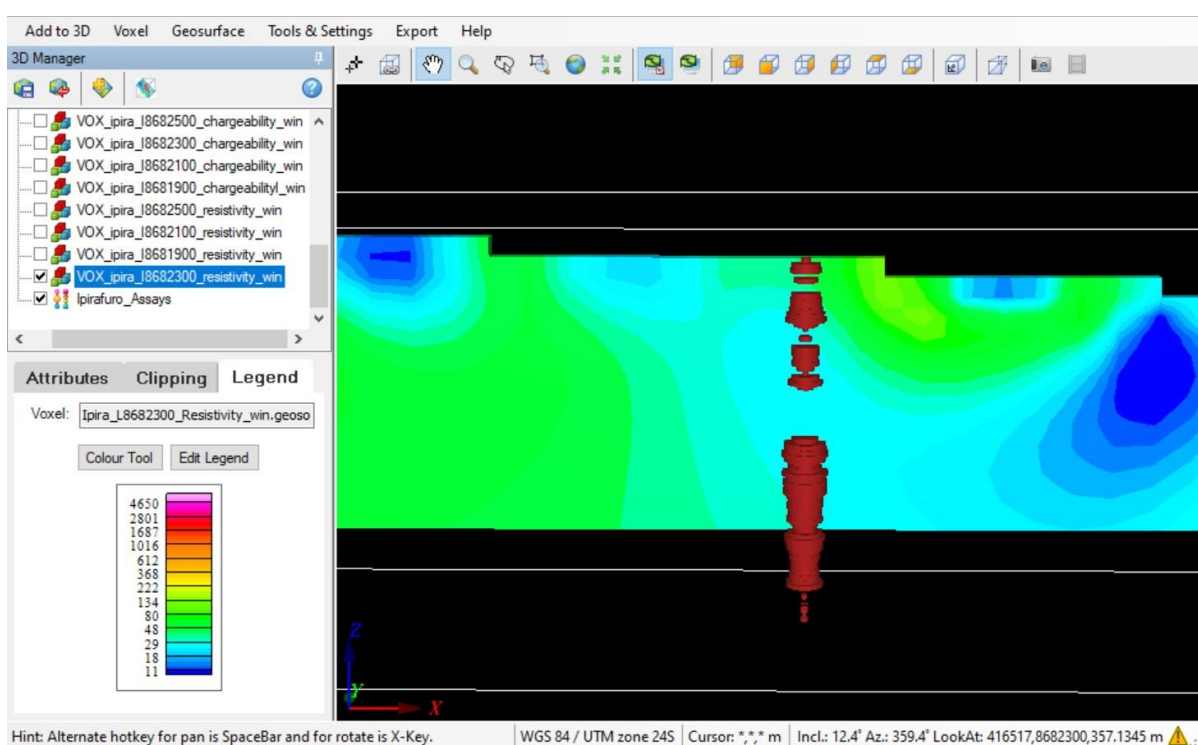 Add to 3D Voxel Geosurface Tools & Settings Export Help
3D Manager
VOX_ipira_l8682500_chargeability_win
VOX_ipira_l8682300_chargeability_win
VOX_ipira_l8682100_chargeability_win
VOX_ipira_l8681900_chargeabilityl_win
VOX_ipira_l8682500_resistivity_win
VOX_ipira_l8682100_resistivity_win
VOX_ipira_l8681900_resistivity_win
VOX_ipira_l8682300_resistivity_win
Ipirafuro_Assays
Attributes Clipping Legend
Voxel: Ipira_L8682300_Resistivity_win.geoso
Colour Tool Edit Legend
4650
2801
1687
1016
612
368
222
134
80
48
29
18
11
Z
Y
X
Hint: Alternate hotkey for pan is SpaceBar and for rotate is X-Key. WGS 84 / UTM zone 24S Cursor: *,*,* m Incl.: 12.4° Az.: 359.4° LookAt: 416517,8682300,357.1345 m